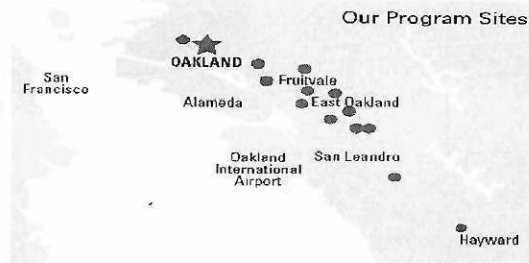 Our Program Sites
OAKLAND
San
Francisco
Fruitvale
Alameda
East Oakland
Oakland
International
Airport
San Leandro
Hayward